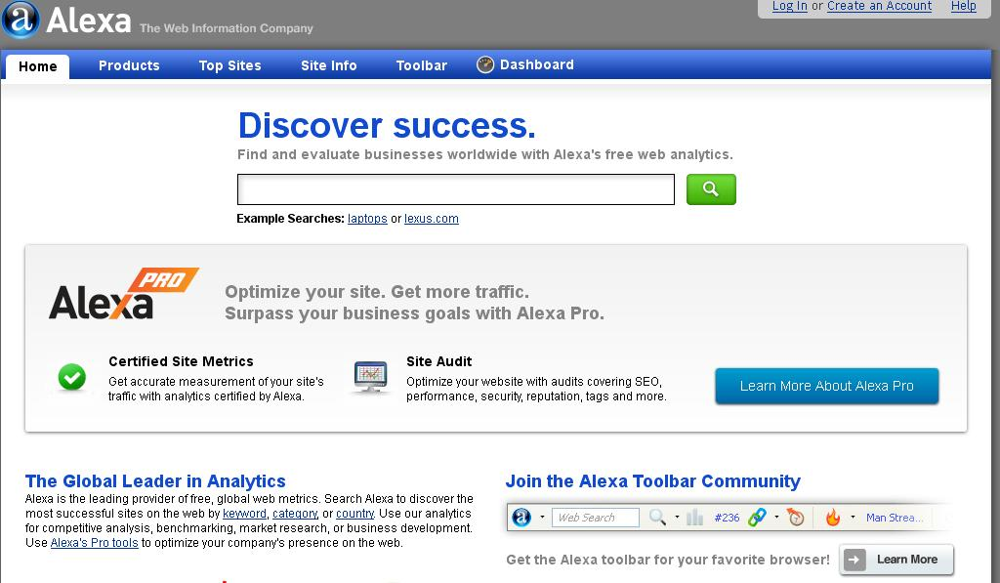 a Alexa The Web Information Company
Log In or Create an Account Help
Home Products Top Sites Site Info Toolbar Dashboard
Discover success.
Find and evaluate businesses worldwide with Alexa's free web analytics.
Example Searches: laptops or lexus.com
Alexa PRO
Optimize your site. Get more traffic.
Surpass your business goals with Alexa Pro.
Certified Site Metrics
Get accurate measurement of your site's
traffic with analytics certified by Alexa.
Site Audit
Optimize your website with audits covering SEO,
performance, security, reputation, tags and more.
Learn More About Alexa Pro
The Global Leader in Analytics
Alexa is the leading provider of free, global web metrics. Search Alexa to discover the
most successful sites on the web by keyword, category, or country. Use our analytics
for competitive analysis, benchmarking, market research, or business development.
Use Alexa's Pro tools to optimize your company's presence on the web.
Join the Alexa Toolbar Community
a Web Search #236 Man Strea...
Get the Alexa toolbar for your favorite browser! Learn More